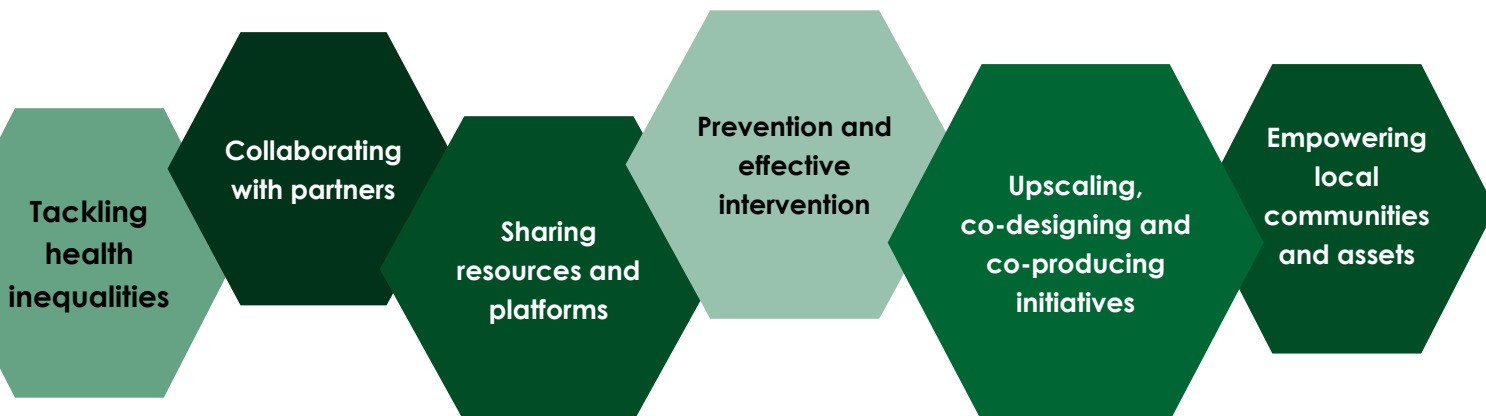 Tackling
health
inequalities
Collaborating
with partners
Sharing
resources and
platforms
Prevention and
effective
intervention
Upscaling,
co-designing and
co-producing
initiatives
Empowering
local
communities
and assets